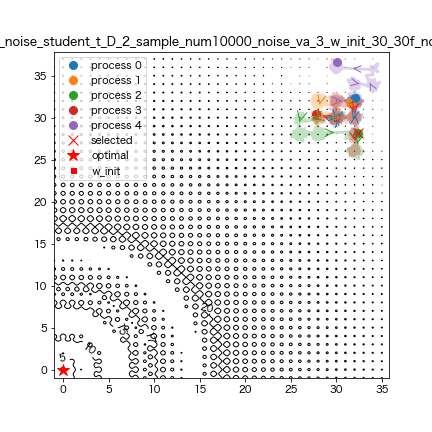 _noise_student_t_D_2_sample_num10000_noise_va_3_w_init_30_30f_no
process 0
process 1
process 2
process 3
process 4
selected
optimal
w_init
35
30
25
20
15
10
5
0
5
10
0 5 10 15 20 25 30 35